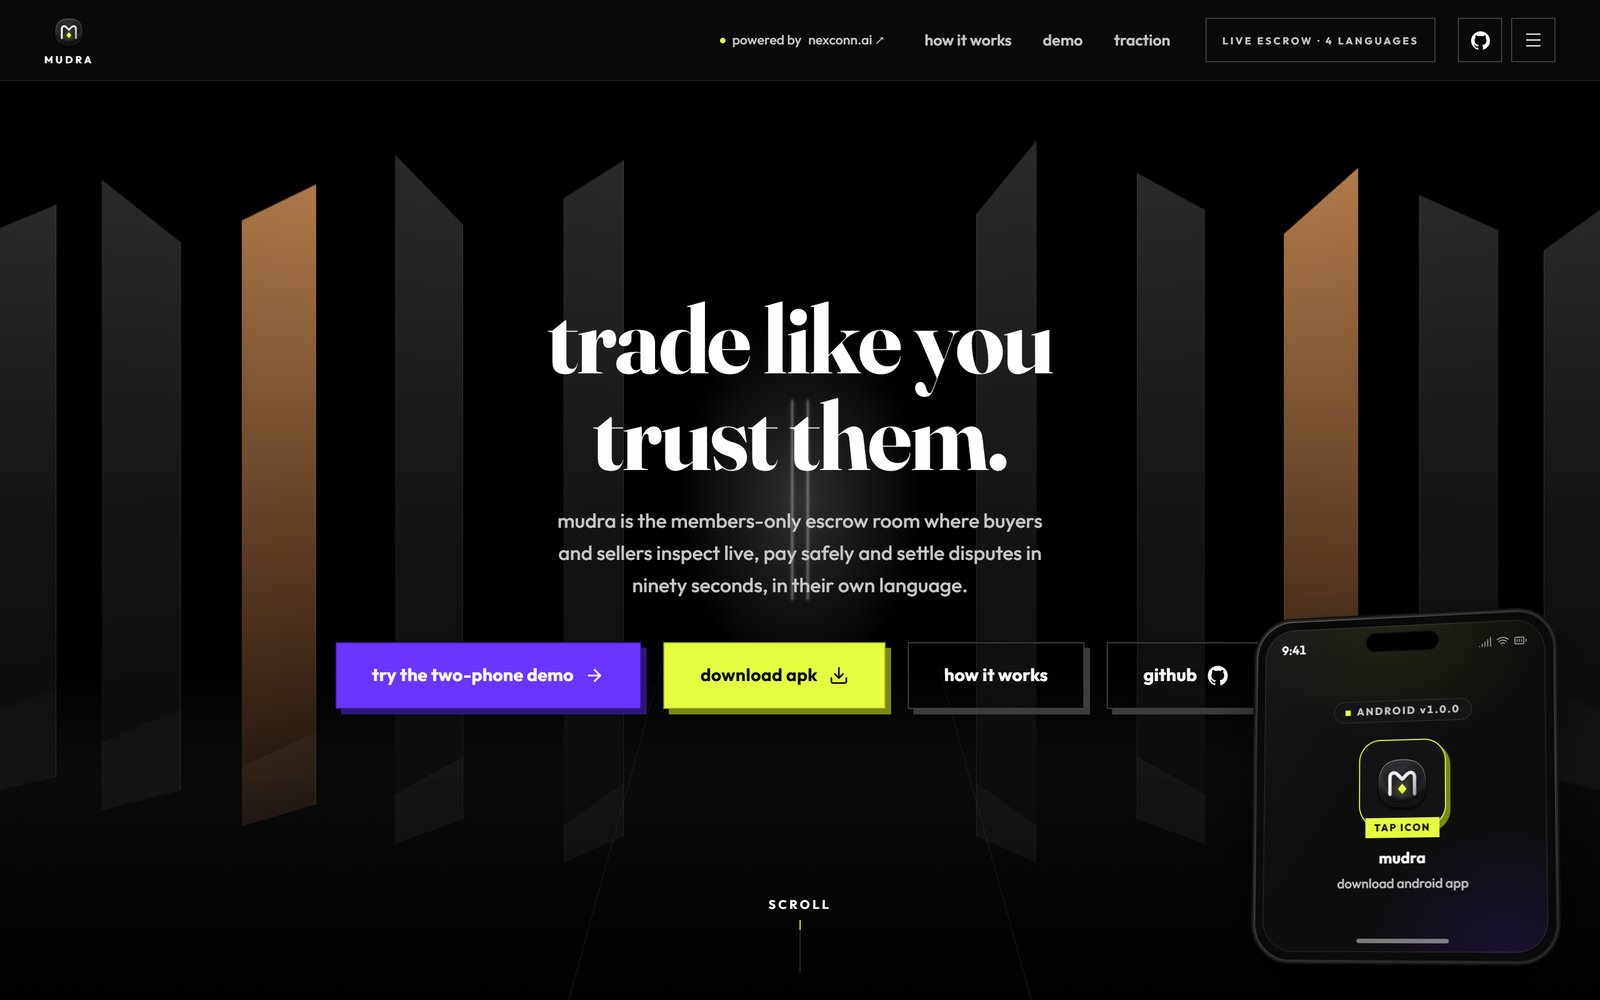 MUDRA
powered by nexconn.ai ↗
how it works
demo
traction
LIVE ESCROW · 4 LANGUAGES
trade like you
trust them.
mudra is the members-only escrow room where buyers
and sellers inspect live, pay safely and settle disputes in
ninety seconds, in their own language.
try the two-phone demo →
download apk
how it works
github
9:41
ANDROID v1.0.0
TAP ICON
mudra
download android app
SCROLL